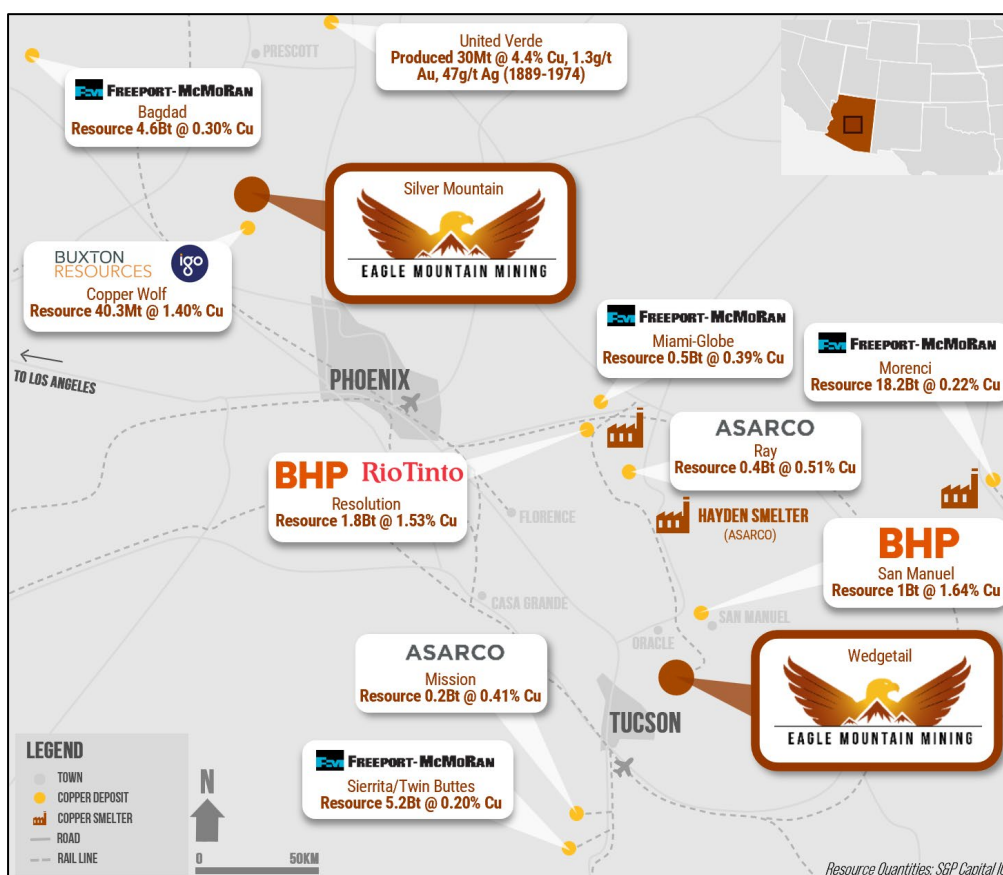 PRESCOTT
United Verde
Produced 30Mt @ 4.4% Cu, 1.3g/t
Au, 47g/t Ag (1889-1974)
FCX FREEPORT-MCMORAN
Bagdad
Resource 4.6Bt @ 0.30% Cu
Silver Mountain
EAGLE MOUNTAIN MINING
BUXTON
RESOURCES
igo
Copper Wolf
Resource 40.3Mt @ 1.40% Cu
TO LOS ANGELES
PHOENIX
FCX FREEPORT-MCMORAN
Miami-Globe
Resource 0.5Bt @ 0.39% Cu
FCX FREEPORT-MCMORAN
Morenci
Resource 18.2Bt @ 0.22% Cu
ASARCO
Ray
Resource 0.4Bt @ 0.51% Cu
BHP RioTinto
Resolution
Resource 1.8Bt @ 1.53% Cu
FLORENCE
HAYDEN SMELTER
(ASARCO)
BHP
San Manuel
Resource 1Bt @ 1.64% Cu
CASA GRANDE
SAN MANUEL
ORACLE
ASARCO
Mission
Resource 0.2Bt @ 0.41% Cu
Wedgetail
EAGLE MOUNTAIN MINING
TUCSON
FCX FREEPORT-MCMORAN
Sierrita/Twin Buttes
Resource 5.2Bt @ 0.20% Cu
LEGEND
TOWN
COPPER DEPOSIT
COPPER SMELTER
ROAD
RAIL LINE
N
0 50KM
Resource Quantities: S&P Capital I